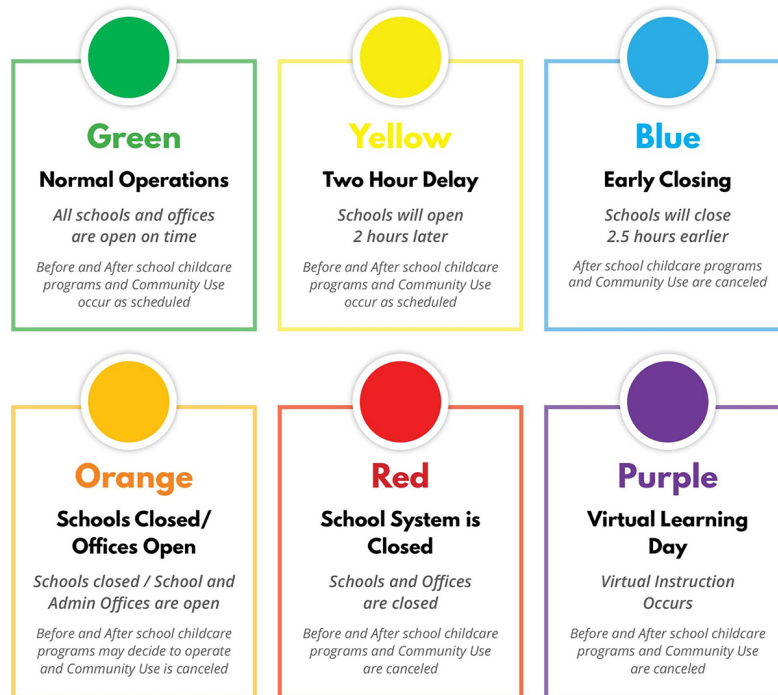 Green
Normal Operations
All schools and offices
are open on time
Before and After school childcare
programs and Community Use
occur as scheduled
Yellow
Two Hour Delay
Schools will open
2 hours later
Before and After school childcare
programs and Community Use
occur as scheduled
Blue
Early Closing
Schools will close
2.5 hours earlier
After school childcare programs
and Community Use are canceled
Orange
Schools Closed/
Offices Open
Schools closed / School and
Admin Offices are open
Before and After school childcare
programs may decide to operate
and Community Use is canceled
Red
School System is
Closed
Schools and Offices
are closed
Before and After school childcare
programs and Community Use
are canceled
Purple
Virtual Learning
Day
Virtual Instruction
Occurs
Before and After school childcare
programs and Community Use
are canceled